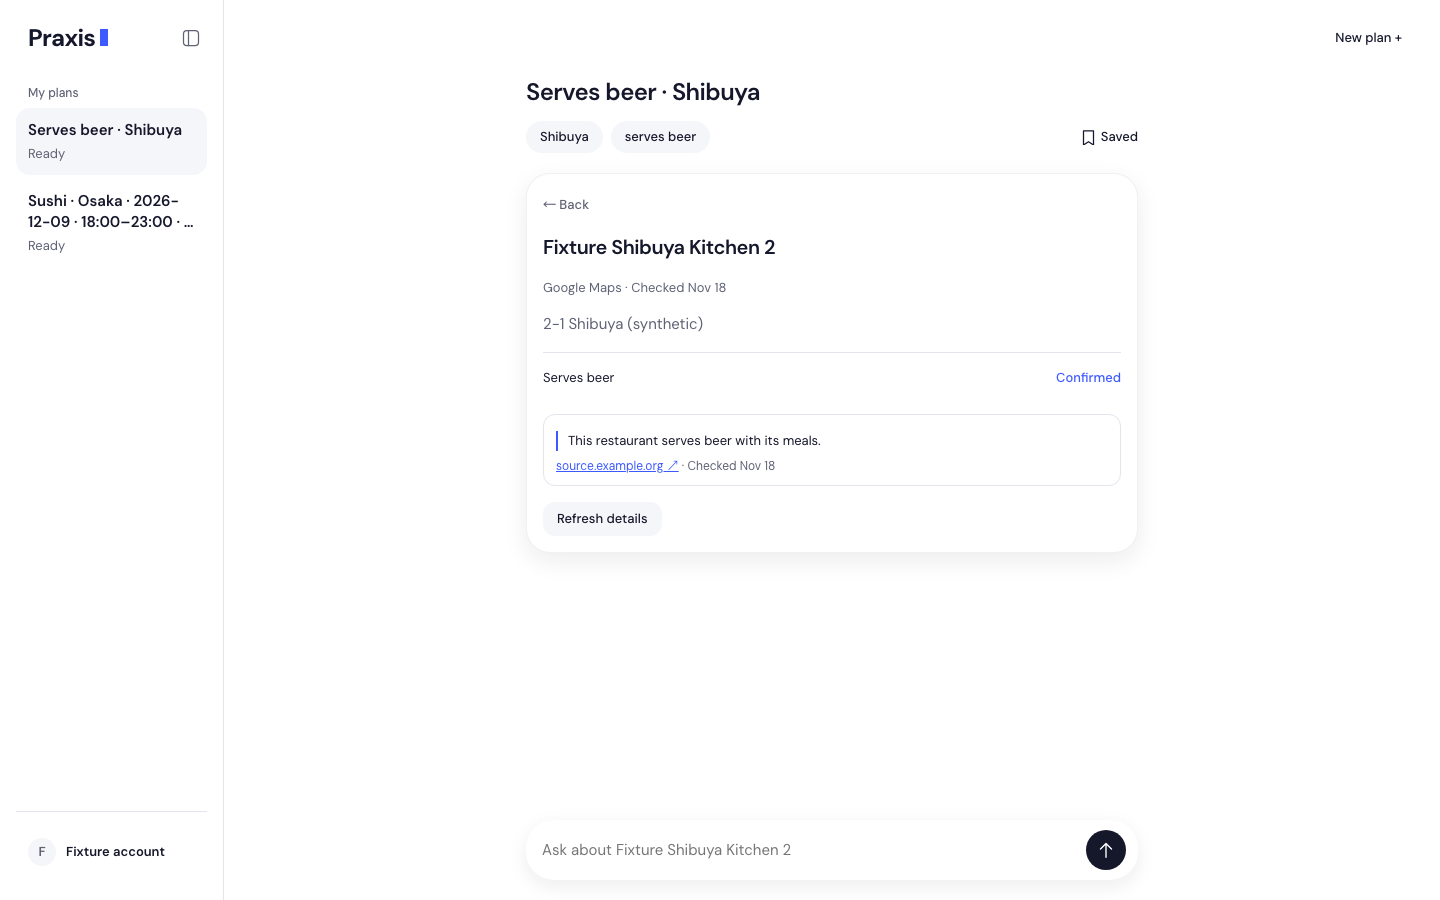 Praxis
New plan +
My plans
Serves beer · Shibuya
Ready
Sushi · Osaka · 2026-
12-09 · 18:00–23:00 · ...
Ready
Fixture account
F
Serves beer · Shibuya
Shibuya
serves beer
Saved
← Back
Fixture Shibuya Kitchen 2
Google Maps · Checked Nov 18
2-1 Shibuya (synthetic)
Serves beer
Confirmed
This restaurant serves beer with its meals.
source.example.org ↗ · Checked Nov 18
Refresh details
Ask about Fixture Shibuya Kitchen 2